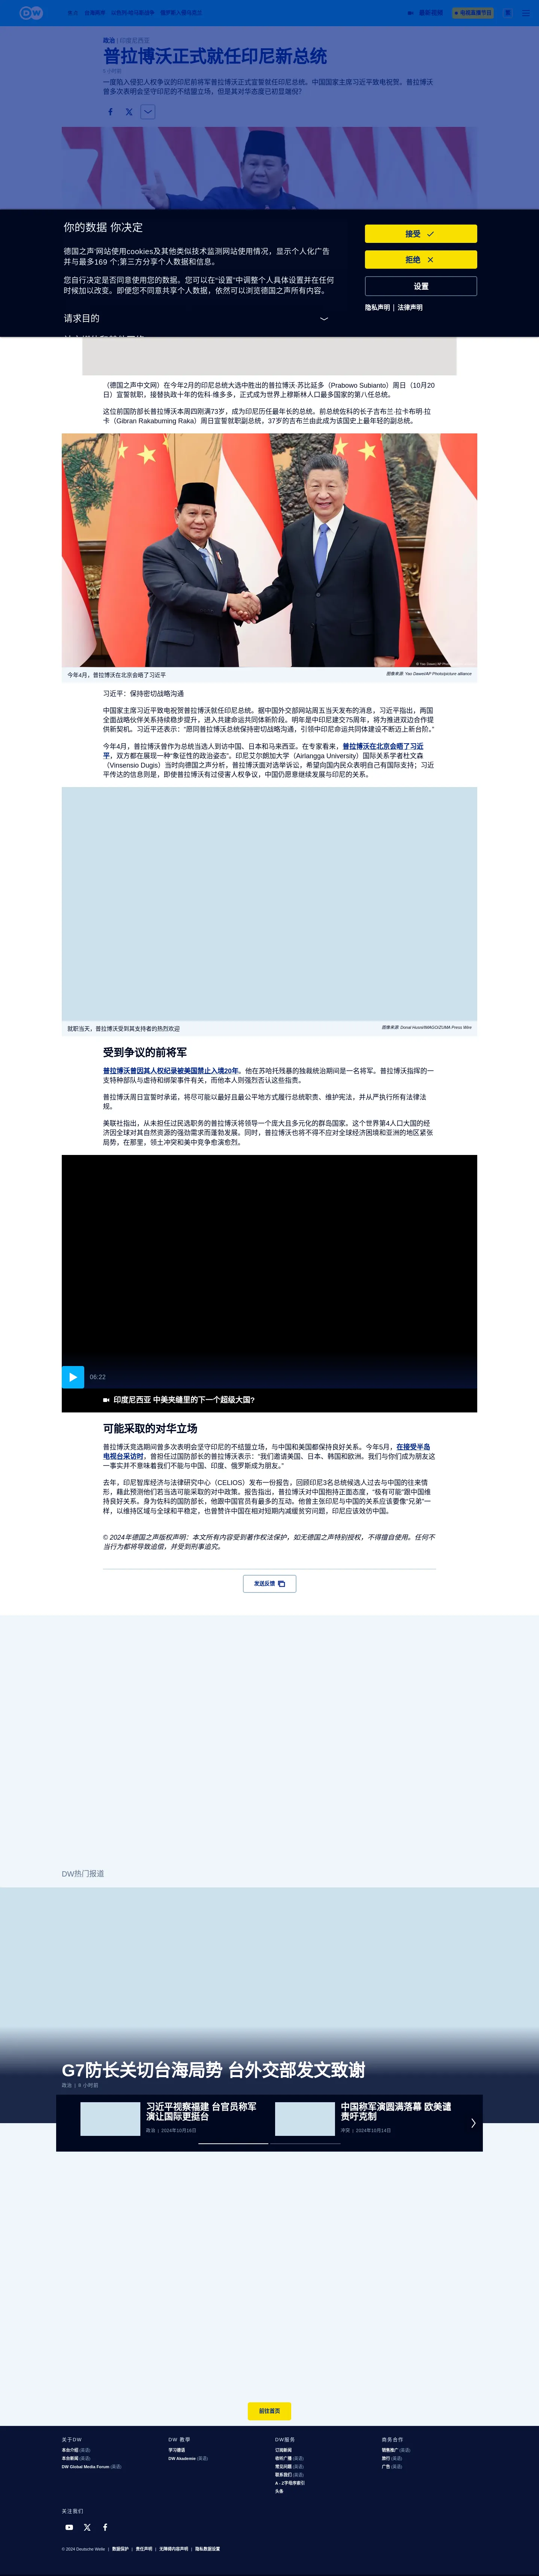 DW
最新视频
政治 | 印度尼西亚
普拉博沃正式就任印尼新总统
一度陷入侵犯人权争议的印尼前将军普拉博沃正式宣誓就任印尼总统。中国国家主席习近平致电祝贺。普拉博沃
曾多次表明会坚守印尼的不结盟立场，但是其对华态度已初显端倪？
你的数据 你决定
接受
德国之声'网站使用cookies及其他类似技术监测网站使用情况，显示个人化广告
并与最多169 个;第三方分享个人数据和信息。
拒绝
您自行决定是否同意使用您的数据。您可以在“设置”中调整个人具体设置并在任何
时候加以改变。即便您不同意共享个人数据，依然可以浏览德国之声所有内容。
设置
隐私声明 | 法律声明
请求目的
（德国之声中文网）在今年2月的印尼总统大选中胜出的普拉博沃·苏比延多（Prabowo Subianto）周日（10月20
日）宣誓就职，接替执政十年的佐科·维多多，正式成为世界上穆斯林人口最多国家的第八任总统。
这位前国防部长普拉博沃本周四刚满73岁，成为印尼历任最年长的总统。前总统佐科的长子吉布兰·拉卡布明·拉
卡（Gibran Rakabuming Raka）周日宣誓就职副总统，37岁的吉布兰由此成为该国史上最年轻的副总统。
今年4月，普拉博沃在北京会晤了习近平
图像来源: Yao Dawei/AP Photo/picture alliance
习近平：保持密切战略沟通
中国家主席习近平致电祝贺普拉博沃就任印尼总统。据中国外交部网站周五当天发布的消息，习近平指出，两国
全面战略伙伴关系持续稳步提升，进入共建命运共同体新阶段。明年是中印尼建交75周年，将为推进双边合作提
供新契机。习近平还表示：“愿同普拉博沃总统保持密切战略沟通，引领中印尼命运共同体建设不断迈上新台阶。”
今年4月，普拉博沃曾作为总统当选人到访中国、日本和马来西亚。在专家看来，普拉博沃在北京会晤了习近
平，双方都在展现一种“象征性的政治姿态”。印尼艾尔朗加大学（Airlangga University）国际关系学者杜文森
（Vinsensio Dugis）当时向德国之声分析，普拉博沃面对选举诉讼，希望向国内民众表明自己有国际支持；习近
平传达的信息则是，即使普拉博沃有过侵害人权争议，中国仍愿意继续发展与印尼的关系。
就职当天，普拉博沃受到其支持者的热烈欢迎
图像来源: Donal Husni/IMAGO/ZUMA Press Wire
受到争议的前将军
普拉博沃曾因其人权纪录被美国禁止入境20年。他在苏哈托残暴的独裁统治期间是一名将军。普拉博沃指挥的一
支特种部队与虐待和绑架事件有关，而他本人则强烈否认这些指责。
普拉博沃周日宣誓时承诺，将尽可能以最好且最公平地方式履行总统职责、维护宪法，并从严执行所有法律法
规。
美联社指出，从未担任过民选职务的普拉博沃将领导一个庞大且多元化的群岛国家。这个世界第4人口大国的经
济因全球对其自然资源的强劲需求而蓬勃发展。同时，普拉博沃也将不得不应对全球经济困境和亚洲的地区紧张
局势，在那里，领土冲突和美中竞争愈演愈烈。
06:22
印度尼西亚 中美夹缝里的下一个超级大国?
可能采取的对华立场
普拉博沃竞选期间曾多次表明会坚守印尼的不结盟立场，与中国和美国都保持良好关系。今年5月，在接受半岛
电视台采访时，曾担任过国防部长的普拉博沃表示：“我们邀请美国、日本、韩国和欧洲。我们与你们成为朋友这
一事实并不意味着我们不能与中国、印度、俄罗斯成为朋友。”
去年，印尼智库经济与法律研究中心（CELIOS）发布一份报告，回顾印尼3名总统候选人过去与中国的往来情
形，藉此预测他们若当选可能采取的对中政策。报告指出，普拉博沃对中国抱持正面态度，“极有可能”跟中国维
持良好关系。身为佐科的国防部长，他跟中国官员有最多的互动。他曾主张印尼与中国的关系应该要像“兄弟”一
样，以维持区域与全球和平稳定，也曾赞许中国在相对短期内减缓贫穷问题，印尼应该效仿中国。
© 2024年德国之声版权声明：本文所有内容受到著作权法保护，如无德国之声特别授权，不得擅自使用。任何不
当行为都将导致追偿，并受到刑事追究。
发送反馈
DW热门报道
G7防长关切台海局势 台外交部发文致谢
习近平视察福建 台官员称军
演让国际更挺台
政治 | 2024年10月16日
中国称军演圆满落幕 欧美谴
责吁克制
冲突 | 2024年10月14日
前往首页
关于DW
本台介绍 (英语)
本台新闻 (英语)
DW Global Media Forum (英语)
DW 教學
学习德语
DW Akademie (英语)
DW服务
订阅新闻
收听广播 (英语)
常见问题 (英语)
联系我们 (英语)
A - Z字母序索引
头条
商务合作
销售推广 (英语)
旅行 (英语)
广告 (英语)
关注我们
© 2024 Deutsche Welle | 数据保护 | 责任声明 | 无障碍内容声明 | 隐私数据设置